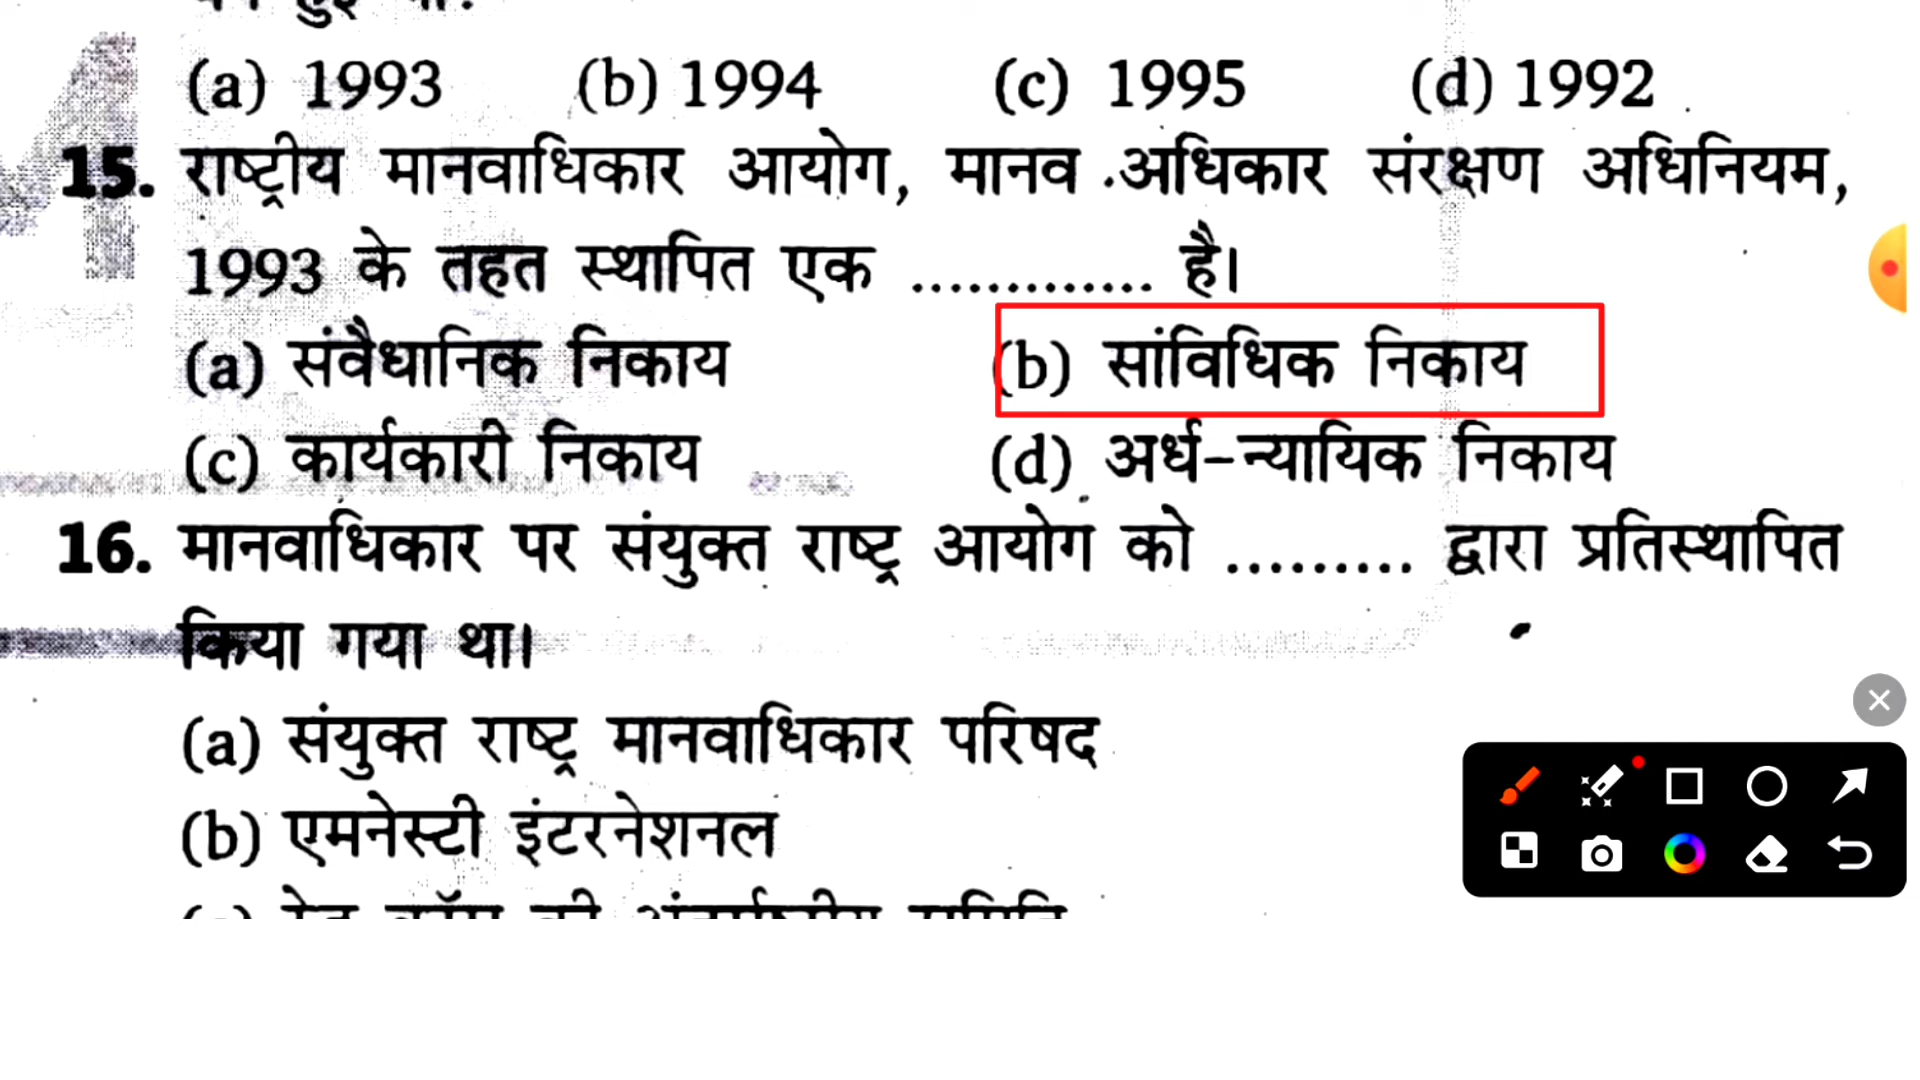 (a) 1993 (b) 1994 (c) 1995 (d) 1992
15. राष्ट्रीय मानवाधिकार आयोग, मानव अधिकार संरक्षण अधिनियम,
1993 के तहत स्थापित एक ............. है।
(a) संवैधानिक निकाय (b) सांविधिक निकाय
(c) कार्यकारी निकाय (d) अर्ध-न्यायिक निकाय
16. मानवाधिकार पर संयुक्त राष्ट्र आयोग को ......... द्वारा प्रतिस्थापित
किया गया था।
(a) संयुक्त राष्ट्र मानवाधिकार परिषद
(b) एमनेस्टी इंटरनेशनल